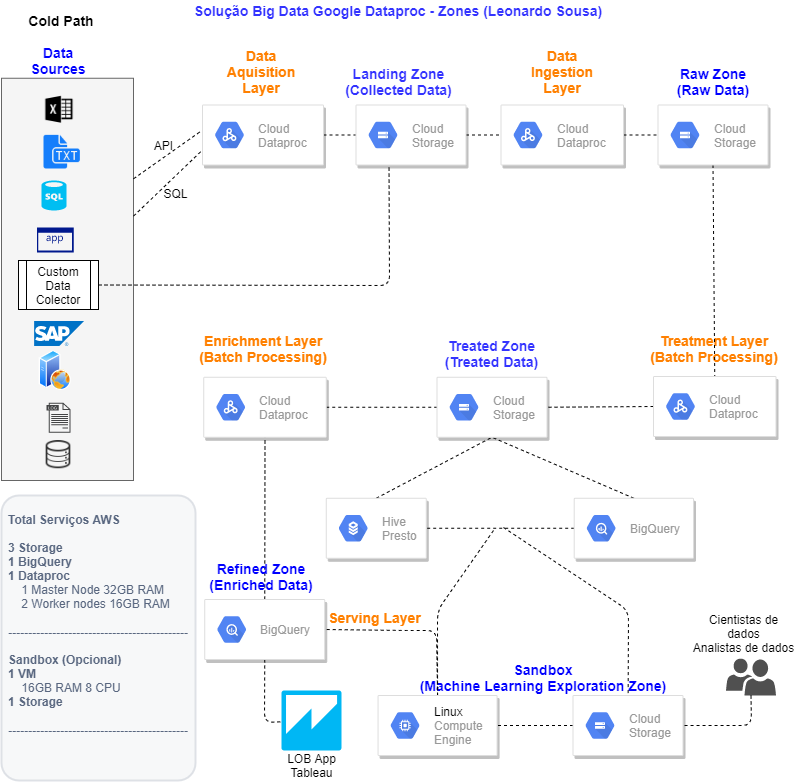 Solução Big Data Google Dataproc - Zones (Leonardo Sousa)
Cold Path
Data
Sources
X
TXT
SQL
app
Custom
Data
Colector
SAP
LOG
API
SQL
Data
Aquisition
Layer
Cloud
Dataproc
Landing Zone
(Collected Data)
Cloud
Storage
Data
Ingestion
Layer
Cloud
Dataproc
Raw Zone
(Raw Data)
Cloud
Storage
Enrichment Layer
(Batch Processing)
Cloud
Dataproc
Treated Zone
(Treated Data)
Cloud
Storage
Treatment Layer
(Batch Processing)
Cloud
Dataproc
Hive
Presto
BigQuery
Refined Zone
(Enriched Data)
BigQuery
Serving Layer
Sandbox
(Machine Learning Exploration Zone)
Linux
Compute
Engine
Cloud
Storage
Cientistas de
dados
Analistas de dados
LOB App
Tableau
Total Serviços AWS
3 Storage
1 BigQuery
1 Dataproc
1 Master Node 32GB RAM
2 Worker nodes 16GB RAM
------------------------------------------------
Sandbox (Opcional)
1 VM
16GB RAM 8 CPU
1 Storage
------------------------------------------------